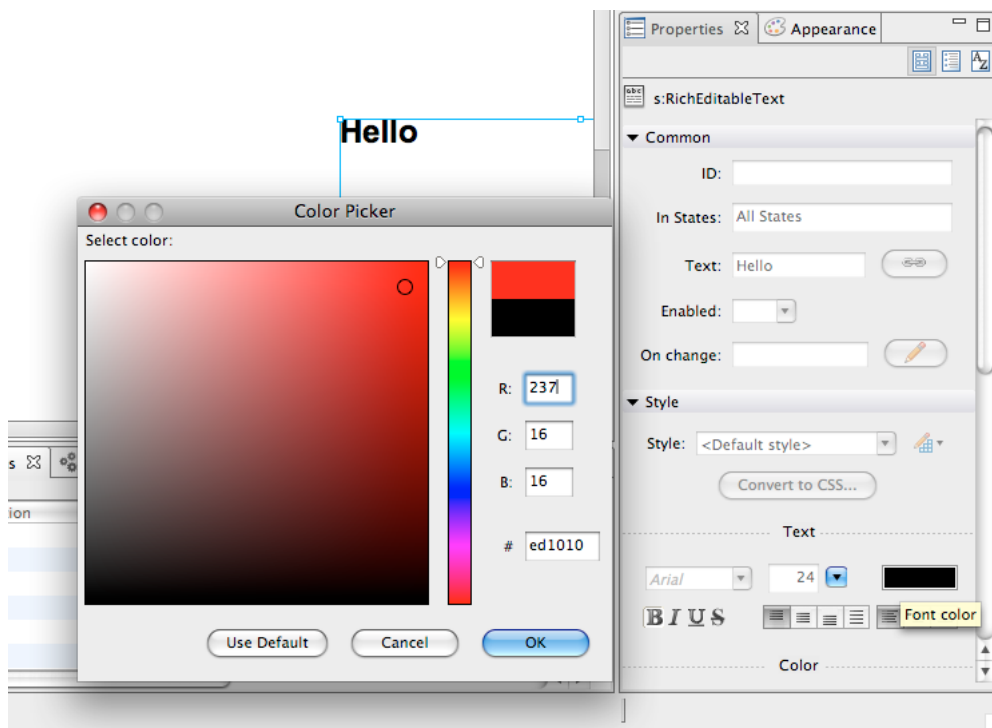 Properties
Appearance
s:RichEditableText
Common
ID:
In States: All States
Text: Hello
Enabled:
On change:
Style
Style: <Default style>
Convert to CSS...
Text
Arial 24
B I U S
Font color
Color
Hello
Color Picker
Select color:
R: 237
G: 16
B: 16
# ed1010
Use Default Cancel OK
s
ion